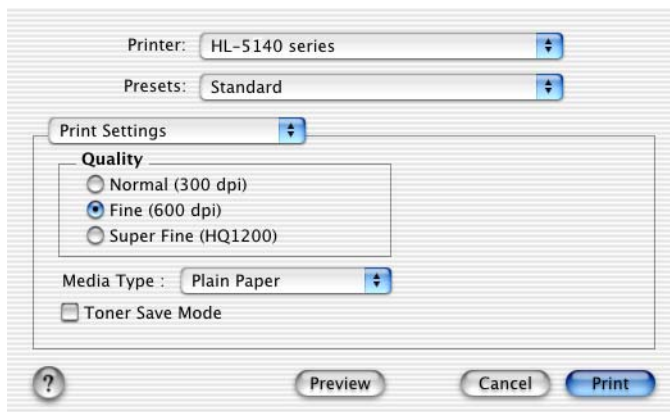 Printer: HL-5140 series
Presets: Standard
Print Settings
Quality
Normal (300 dpi)
Fine (600 dpi)
Super Fine (HQ1200)
Media Type : Plain Paper
Toner Save Mode
? Preview Cancel Print